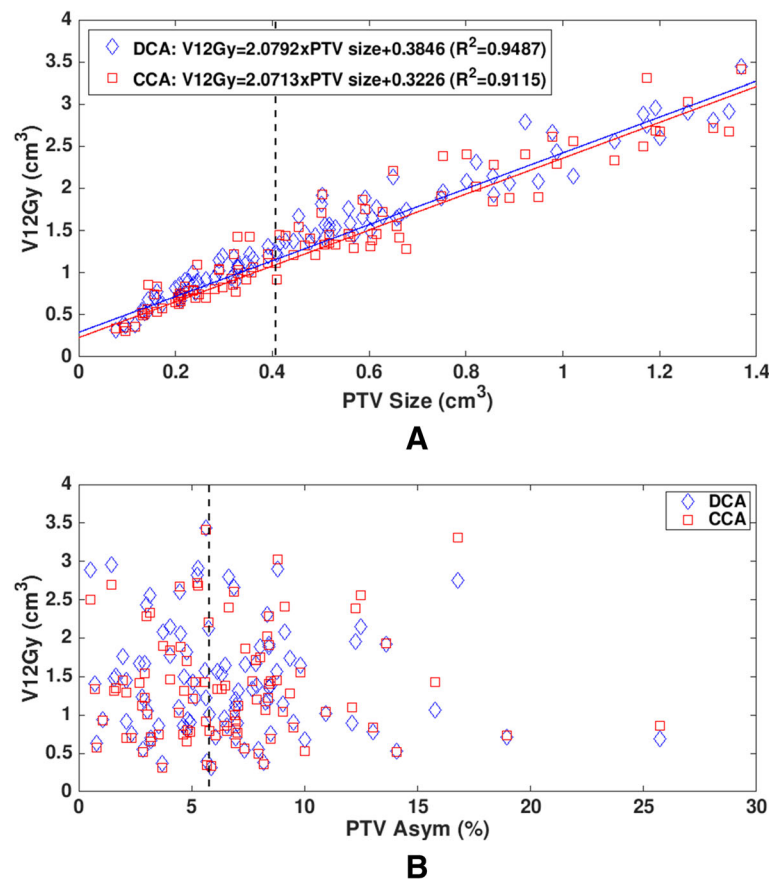 4
3.5
3
2.5
2
1.5
1
0.5
0
V12Gy (cm³)
DCA: V12Gy=2.0792xPTV size+0.3846 (R²=0.9487)
CCA: V12Gy=2.0713xPTV size+0.3226 (R²=0.9115)
0 0.2 0.4 0.6 0.8 1 1.2 1.4
PTV Size (cm³)
A
4
3.5
3
2.5
2
1.5
1
0.5
0
V12Gy (cm³)
DCA
CCA
0 5 10 15 20 25 30
PTV Asym (%)
B